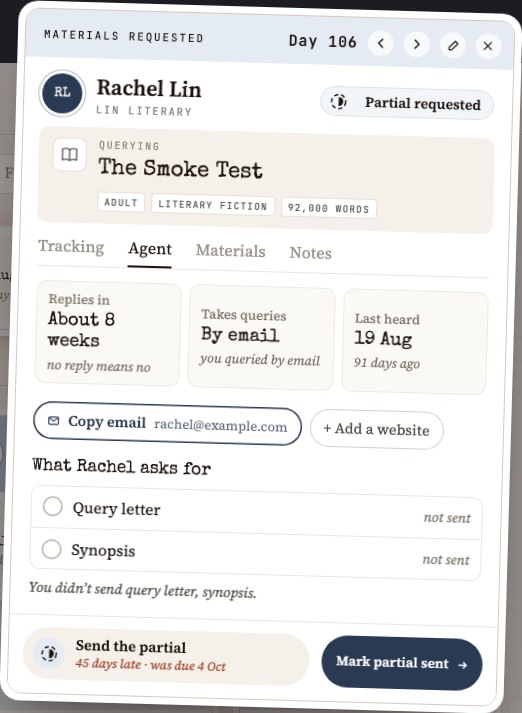 MATERIALS REQUESTED
Day 106
RL
Rachel Lin
LIN LITERARY
Partial requested
QUERYING
The Smoke Test
ADULT
LITERARY FICTION
92,000 WORDS
Tracking
Agent
Materials
Notes
Replies in
About 8
weeks
no reply means no
Takes queries
By email
you queried by email
Last heard
19 Aug
91 days ago
Copy email rachel@example.com
+ Add a website
What Rachel asks for
Query letter
not sent
Synopsis
not sent
You didn't send query letter, synopsis.
Send the partial
45 days late · was due 4 Oct
Mark partial sent →